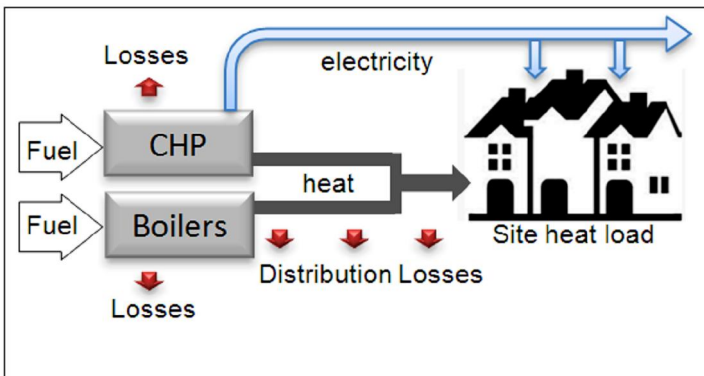 Losses
electricity
Fuel
CHP
heat
Fuel
Boilers
Site heat load
Distribution Losses
Losses